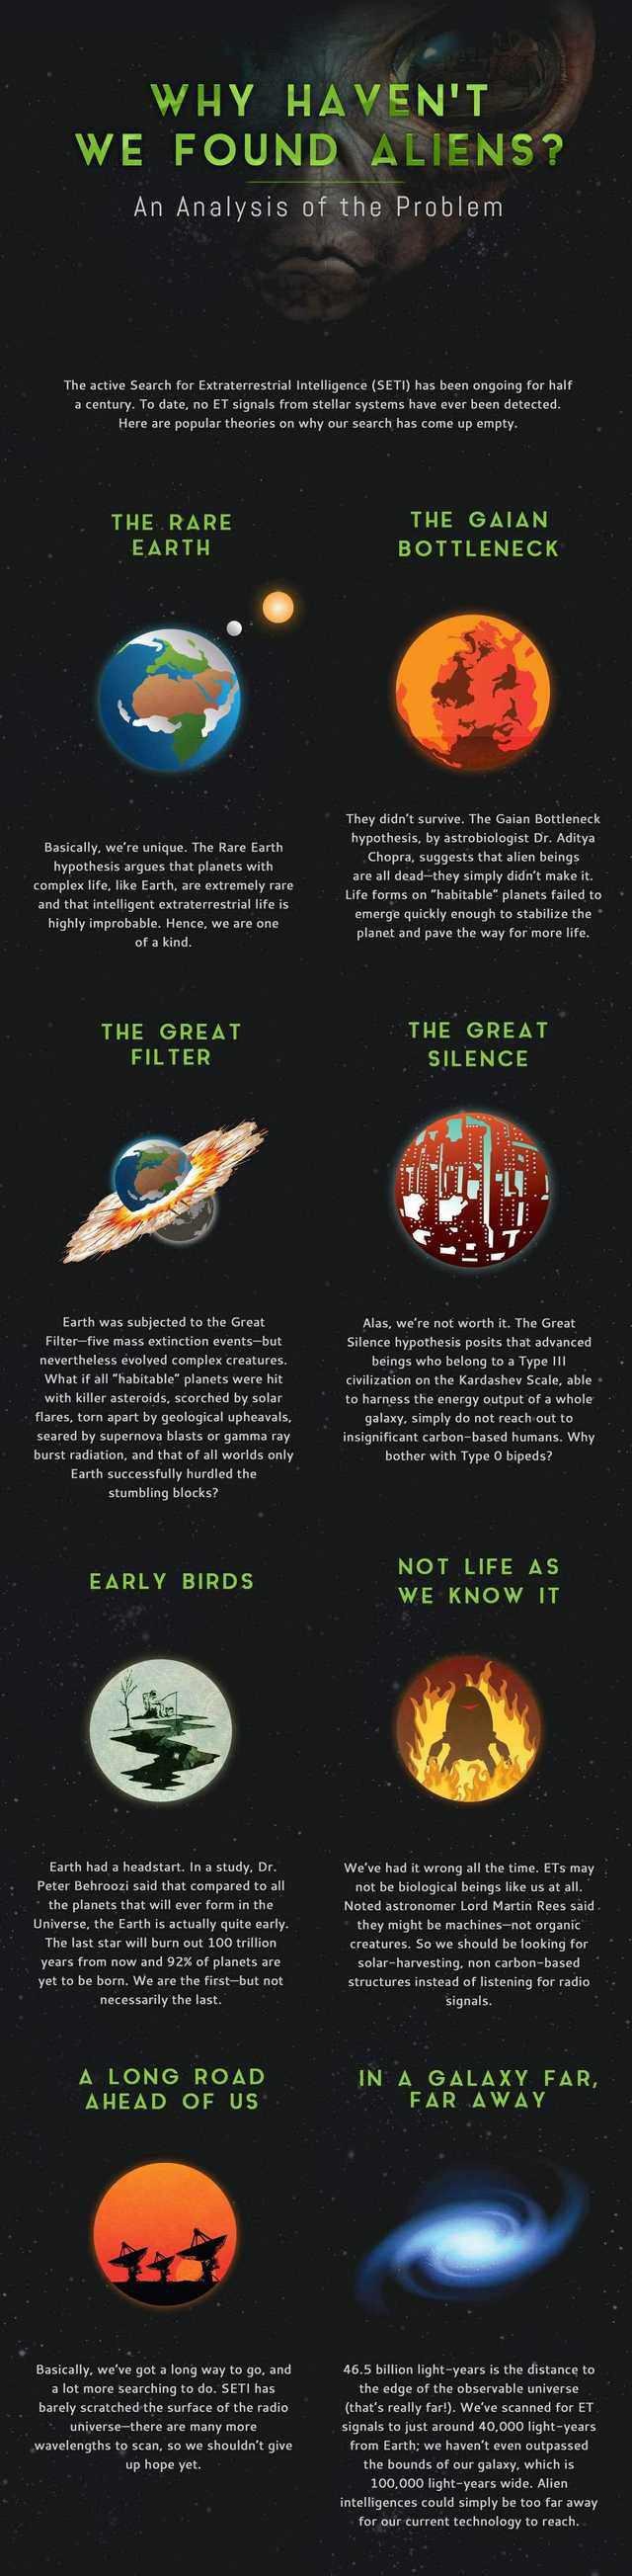 WHY HAVEN'T
WE FOUND ALIENS?
An Analysis of the Problem
The active Search for Extraterrestrial Intelligence (SETI) has been ongoing for half
a century. To date, no ET signals from stellar systems have ever been detected.
Here are popular theories on why our search has come up empty.
THE RARE
EARTH
Basically, we're unique. The Rare Earth
hypothesis argues that planets with
complex life, like Earth, are extremely rare
and that intelligent extraterrestrial life is
highly improbable. Hence, we are one
of a kind.
THE GAIAN
BOTTLENECK
They didn't survive. The Gaian Bottleneck
hypothesis, by astrobiologist Dr. Aditya
Chopra, suggests that alien beings
are all dead—they simply didn't make it.
Life forms on "habitable" planets failed to
emerge quickly enough to stabilize the
planet and pave the way for more life.
THE GREAT
FILTER
Earth was subjected to the Great
Filter—five mass extinction events—but
nevertheless evolved complex creatures.
What if all "habitable" planets were hit
with killer asteroids, scorched by solar
flares, torn apart by geological upheavals,
seared by supernova blasts or gamma ray
burst radiation, and that of all worlds only
Earth successfully hurdled the
stumbling blocks?
THE GREAT
SILENCE
Alas, we're not worth it. The Great
Silence hypothesis posits that advanced
beings who belong to a Type III
civilization on the Kardashev Scale, able
to harness the energy output of a whole
galaxy, simply do not reach out to
insignificant carbon-based humans. Why
bother with Type 0 bipeds?
EARLY BIRDS
Earth had a headstart. In a study, Dr.
Peter Behroozi said that compared to all
the planets that will ever form in the
Universe, the Earth is actually quite early.
The last star will burn out 100 trillion
years from now and 92% of planets are
yet to be born. We are the first—but not
necessarily the last.
NOT LIFE AS
WE KNOW IT
We've had it wrong all the time. ETs may
not be biological beings like us at all.
Noted astronomer Lord Martin Rees said
they might be machines—not organic
creatures. So we should be looking for
solar-harvesting, non carbon-based
structures instead of listening for radio
signals.
A LONG ROAD
AHEAD OF US
Basically, we've got a long way to go, and
a lot more searching to do. SETI has
barely scratched the surface of the radio
universe—there are many more
wavelengths to scan, so we shouldn't give
up hope yet.
IN A GALAXY FAR,
FAR AWAY
46.5 billion light-years is the distance to
the edge of the observable universe
(that's really far!). We've scanned for ET
signals to just around 40,000 light-years
from Earth; we haven't even outpassed
the bounds of our galaxy, which is
100,000 light-years wide. Alien
intelligences could simply be too far away
for our current technology to reach.